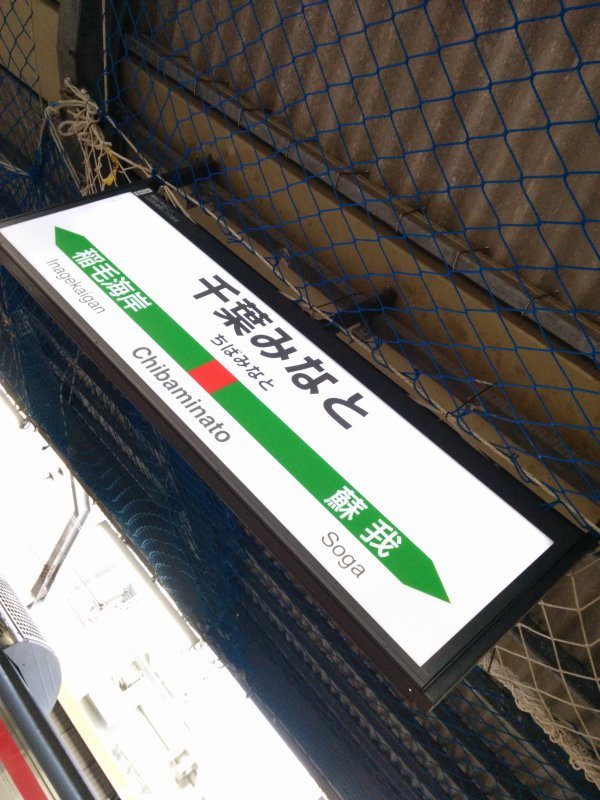 千葉みなと
ちばみなと
稲毛海岸
蘇我
Inagekaigan
Chibaminato
Soga